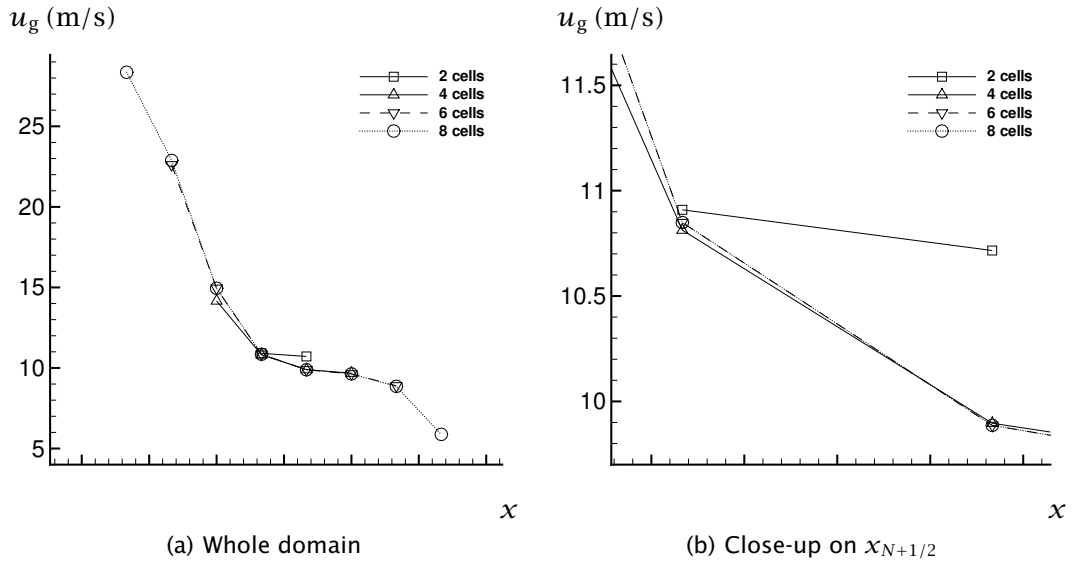 u_g (m/s)
2 cells
4 cells
6 cells
8 cells
25
20
15
10
5
x
(a) Whole domain
u_g (m/s)
2 cells
4 cells
6 cells
8 cells
11.5
11
10.5
10
x
(b) Close-up on x_{N+1/2}